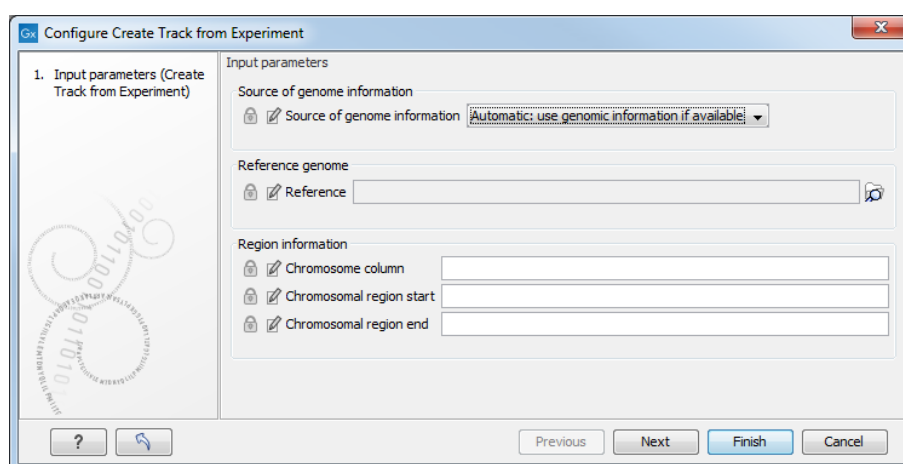 Gx Configure Create Track from Experiment
1. Input parameters (Create
Track from Experiment)
Input parameters
Source of genome information
Source of genome information Automatic: use genomic information if available
Reference genome
Reference
Region information
Chromosome column
Chromosomal region start
Chromosomal region end
? Previous Next Finish Cancel